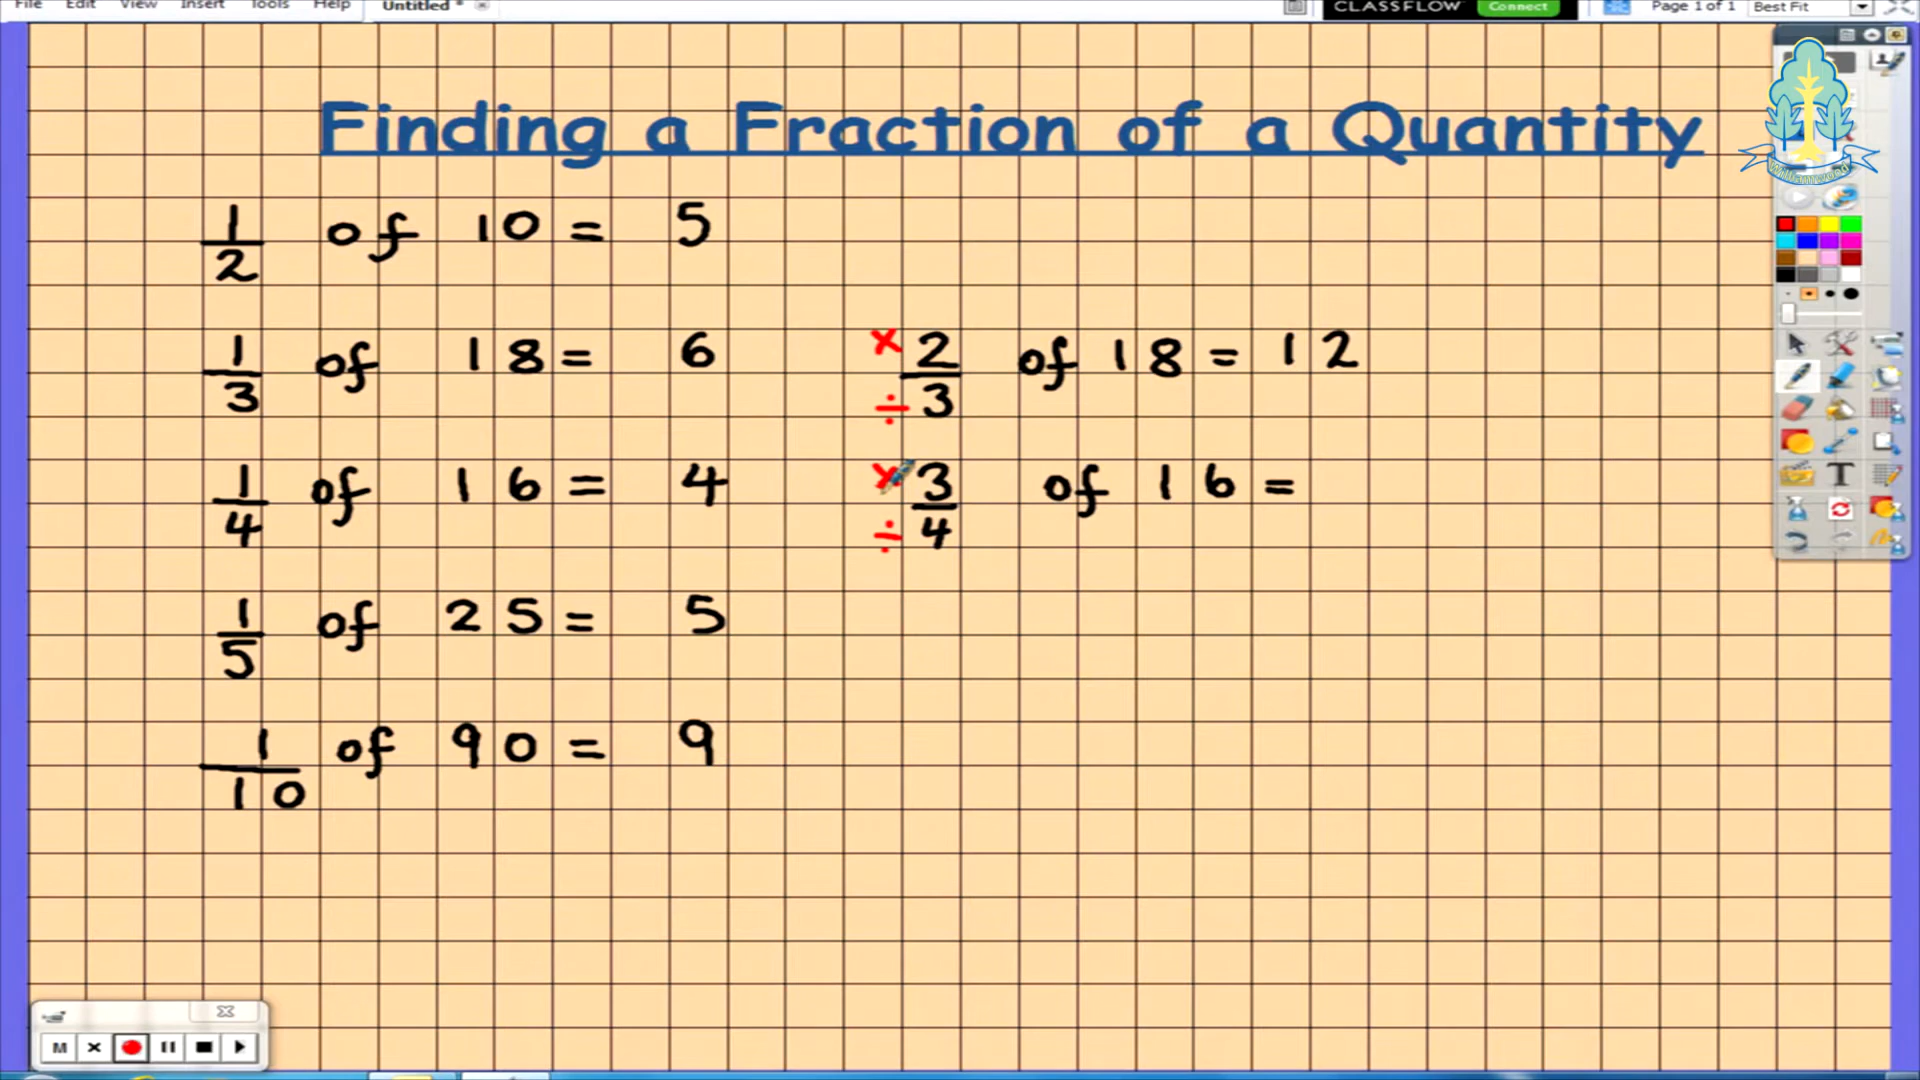 File Edit View Insert Tools Help Untitled * CLASSFLOW Connect Page 1 of 1 Best Fit
Finding a Fraction of a Quantity
Williamwood
1/2 of 10 = 5
1/3 of 18 = 6 × 2/÷ 3 of 18 = 12
1/4 of 16 = 4 × 3/÷ 4 of 16 =
1/5 of 25 = 5
1/10 of 90 = 9
T
M